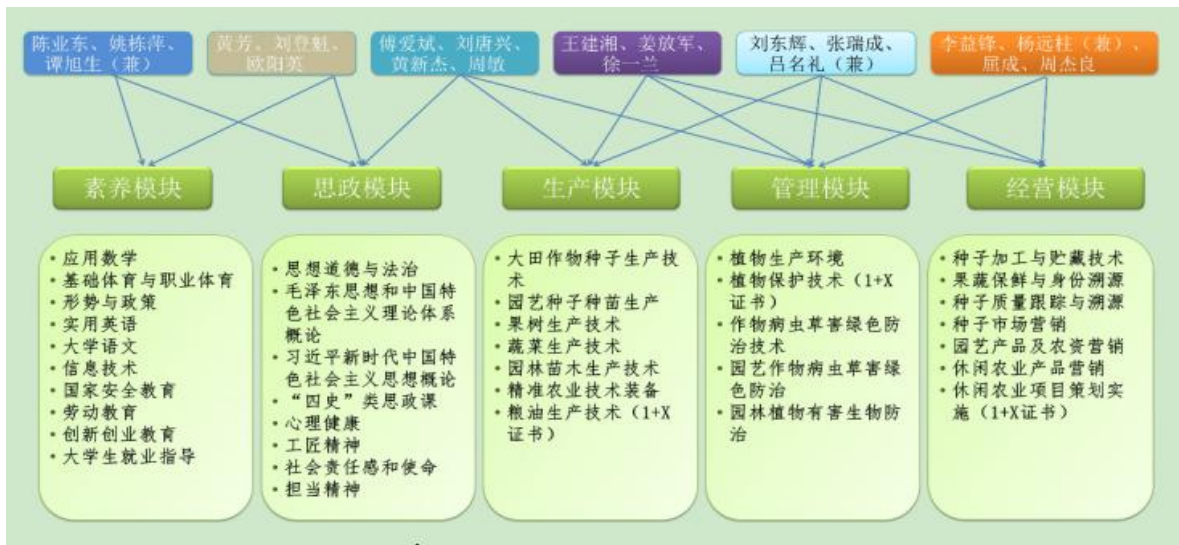 陈业东、姚栋萍、
谭旭生（兼）
黄芳、刘登魁、
欧阳英
傅爱斌、刘唐兴、
黄新杰、周敏
王建湘、姜放军、
徐一兰
刘东辉、张瑞成、
吕名礼（兼）
李益锋、杨远柱（兼）、
屈成、周杰良
素养模块
思政模块
生产模块
管理模块
经营模块
• 应用数学
• 基础体育与职业体育
• 形势与政策
• 实用英语
• 大学语文
• 信息技术
• 国家安全教育
• 劳动教育
• 创新创业教育
• 大学生就业指导
• 思想道德与法治
• 毛泽东思想和中国特
色社会主义理论体系
概论
• 习近平新时代中国特
色社会主义思想概论
• “四史”类思政课
• 心理健康
• 工匠精神
• 社会责任感和使命
• 担当精神
• 大田作物种子生产技
术
• 园艺种子种苗生产
• 果树生产技术
• 蔬菜生产技术
• 园林苗木生产技术
• 精准农业技术装备
• 粮油生产技术（1+X
证书）
• 植物生产环境
• 植物保护技术（1+X
证书）
• 作物病虫草害绿色防
治技术
• 园艺作物病虫草害绿
色防治
• 园林植物有害生物防
治
• 种子加工与贮藏技术
• 果蔬保鲜与身份溯源
• 种子质量跟踪与溯源
• 种子市场营销
• 园艺产品及农资营销
• 休闲农业产品营销
• 休闲农业项目策划实
施（1+X证书）